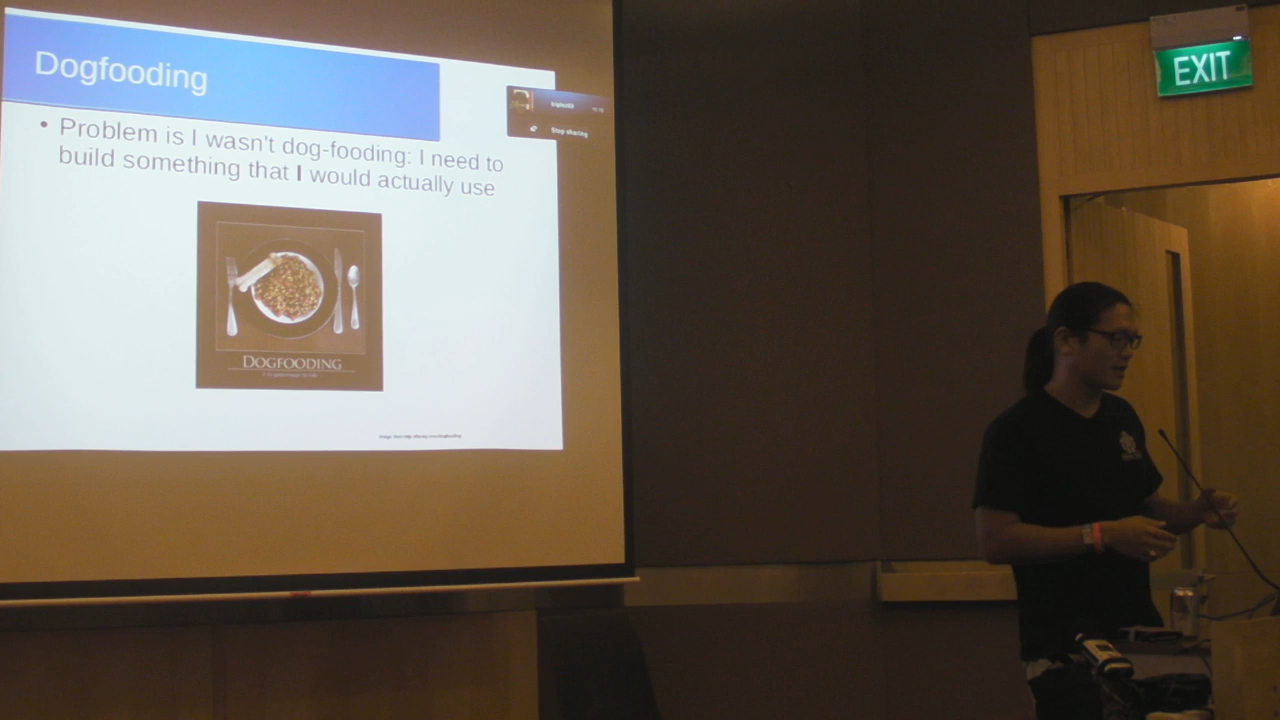 Dogfooding
• Problem is I wasn't dog-fooding: I need to
build something that I would actually use
DOGFOODING
Stop sharing
EXIT